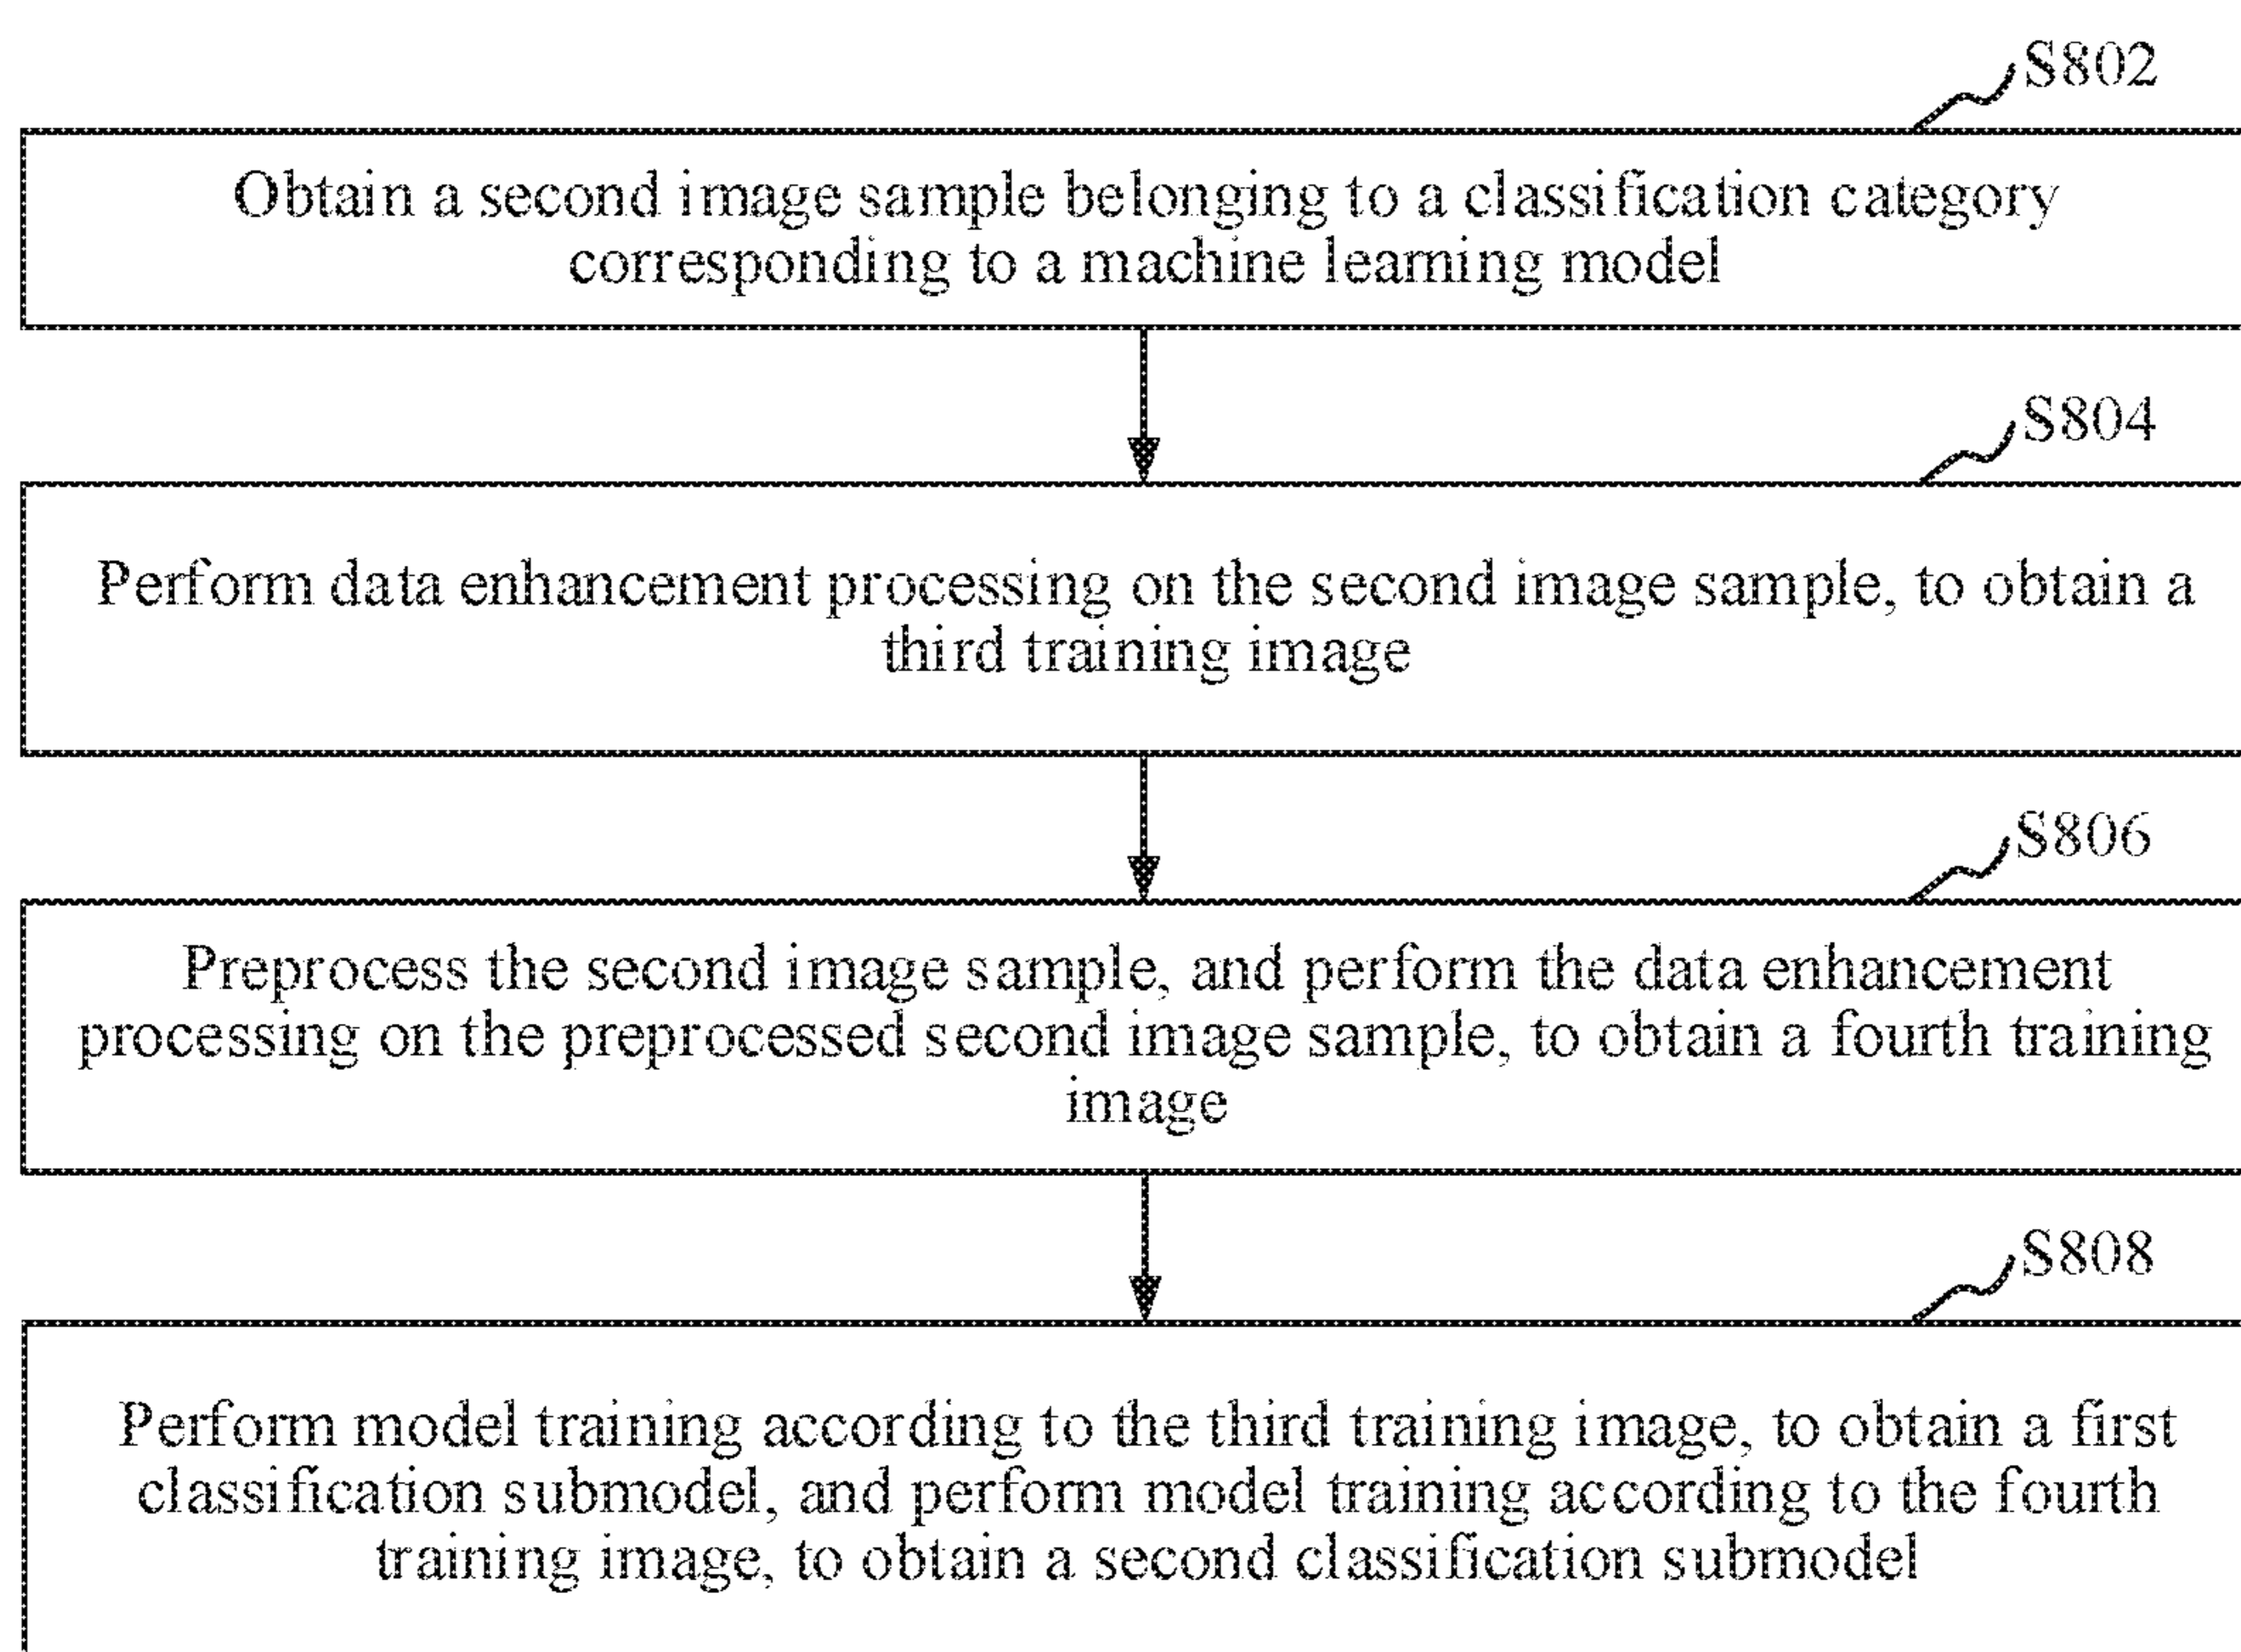 S802
Obtain a second image sample belonging to a classification category
corresponding to a machine learning model
S804
Perform data enhancement processing on the second image sample, to obtain a
third training image
S806
Preprocess the second image sample, and perform the data enhancement
processing on the preprocessed second image sample, to obtain a fourth training
image
S808
Perform model training according to the third training image, to obtain a first
classification submodel, and perform model training according to the fourth
training image, to obtain a second classification submodel